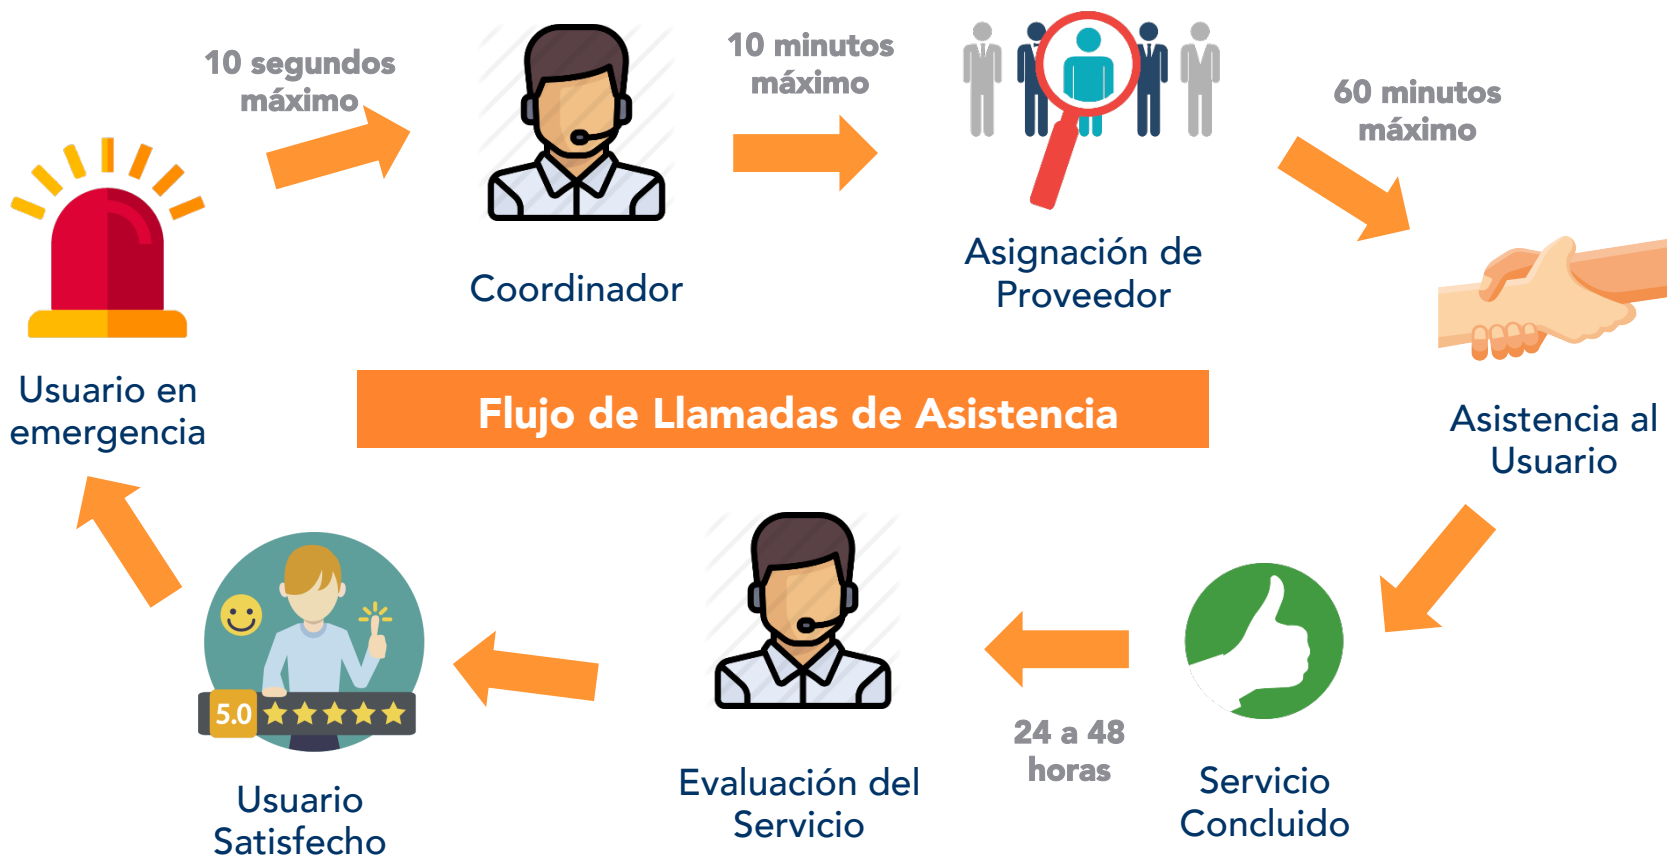 10 segundos
máximo
10 minutos
máximo
60 minutos
máximo
Usuario en
emergencia
Coordinador
Asignación de
Proveedor
Asistencia al
Usuario
Flujo de Llamadas de Asistencia
5.0
Usuario
Satisfecho
Evaluación del
Servicio
24 a 48
horas
Servicio
Concluido